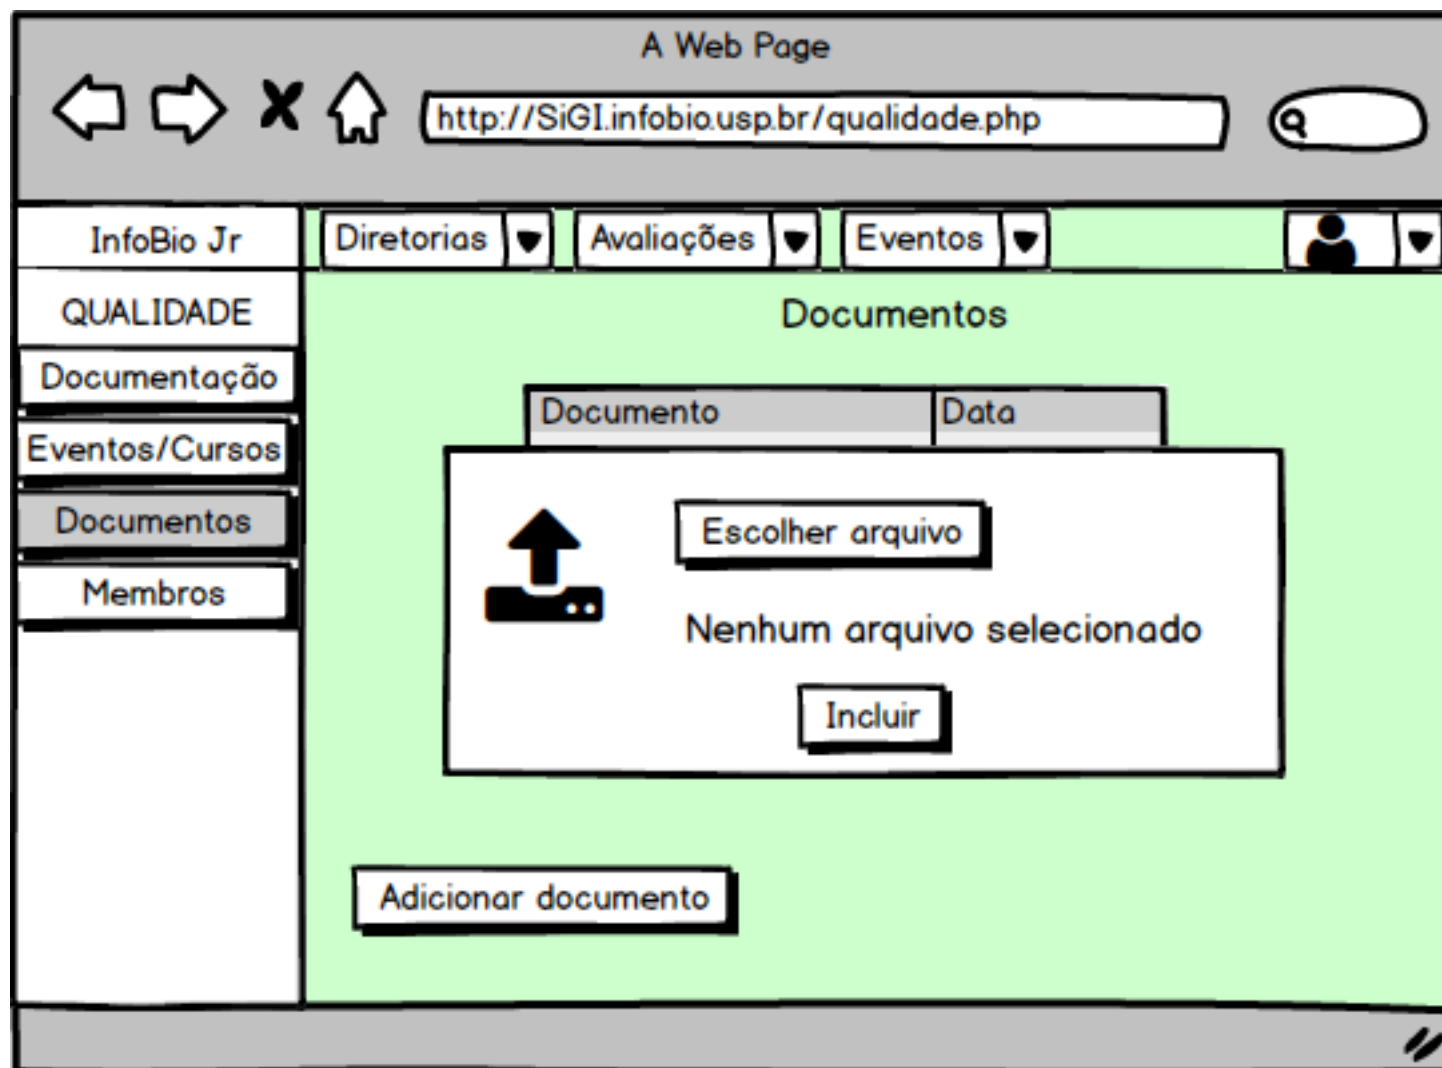 A Web Page
http://SiGI.infobio.usp.br/qualidade.php
InfoBio Jr
Diretorias
Avaliações
Eventos
QUALIDADE
Documentação
Eventos/Cursos
Documentos
Membros
Documentos
Documento
Data
Escolher arquivo
Nenhum arquivo selecionado
Incluir
Adicionar documento